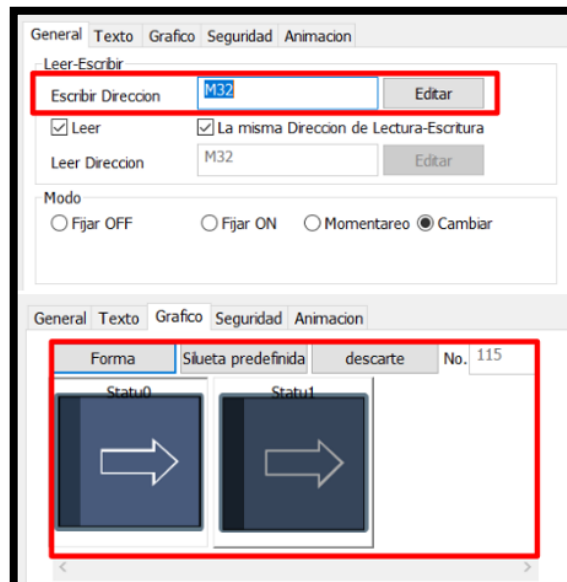 General Texto Grafico Seguridad Animacion
Leer-Escribir
Escribir Direccion M32 Editar
Leer La misma Direccion de Lectura-Escritura
Leer Direccion M32 Editar
Modo
Fijar OFF Fijar ON Momentareo Cambiar
General Texto Grafico Seguridad Animacion
Forma Silueta predefinida descarte No. 115
Statu0 Statu1